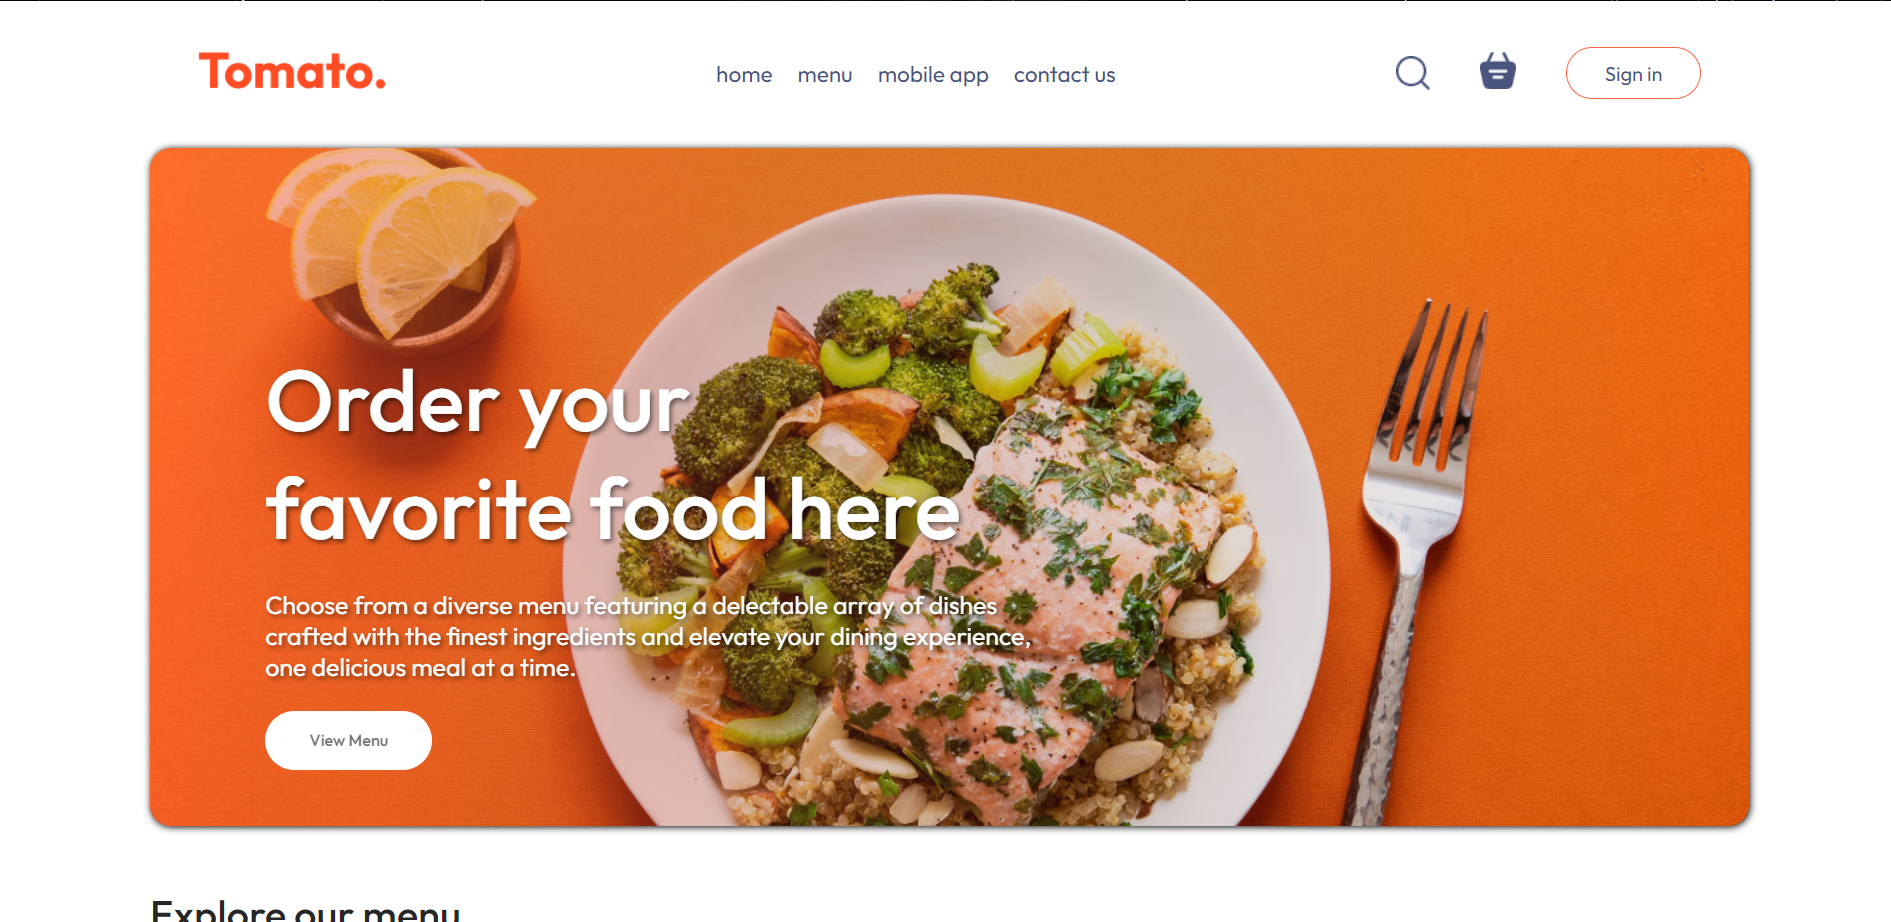 Tomato.
home menu mobile app contact us
Sign in
Order your
favorite food here
Choose from a diverse menu featuring a delectable array of dishes
crafted with the finest ingredients and elevate your dining experience,
one delicious meal at a time.
View Menu
Explore our menu